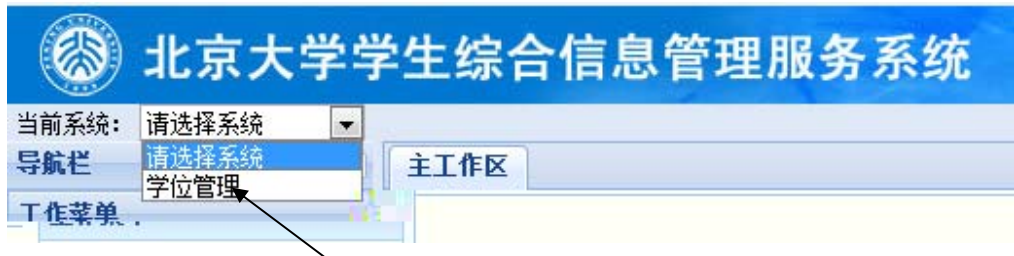 北京大学学生综合信息管理服务系统
当前系统： 请选择系统
导航栏 请选择系统 主工作区
学位管理
工作菜单